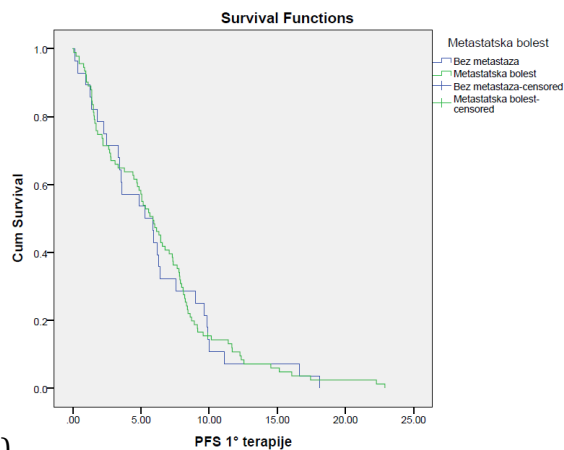 Survival Functions
Metastatska bolest
Bez metastaza
Metastatska bolest
Bez metastaza-censored
Metastatska bolest-
censored
Cum Survival
1.0
0.8
0.6
0.4
0.2
0.0
.00 5.00 10.00 15.00 20.00 25.00
PFS 1° terapije
)